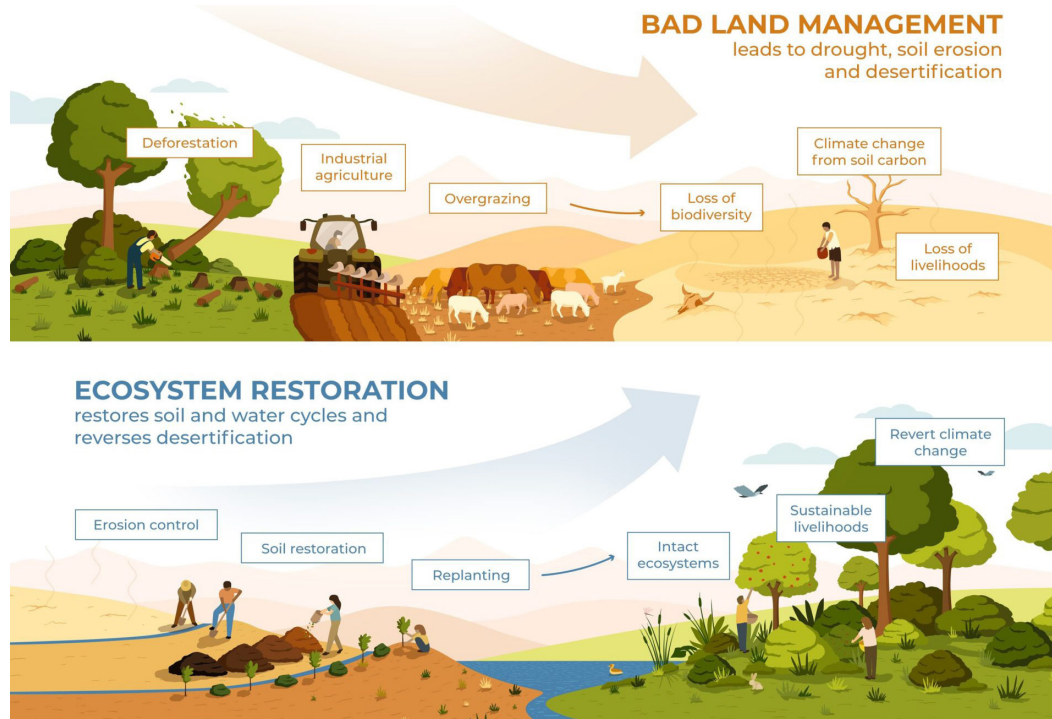 BAD LAND MANAGEMENT
leads to drought, soil erosion
and desertification
Deforestation
Industrial
agriculture
Overgrazing
Loss of
biodiversity
Climate change
from soil carbon
Loss of
livelihoods
ECOSYSTEM RESTORATION
restores soil and water cycles and
reverses desertification
Erosion control
Soil restoration
Replanting
Intact
ecosystems
Sustainable
livelihoods
Revert climate
change